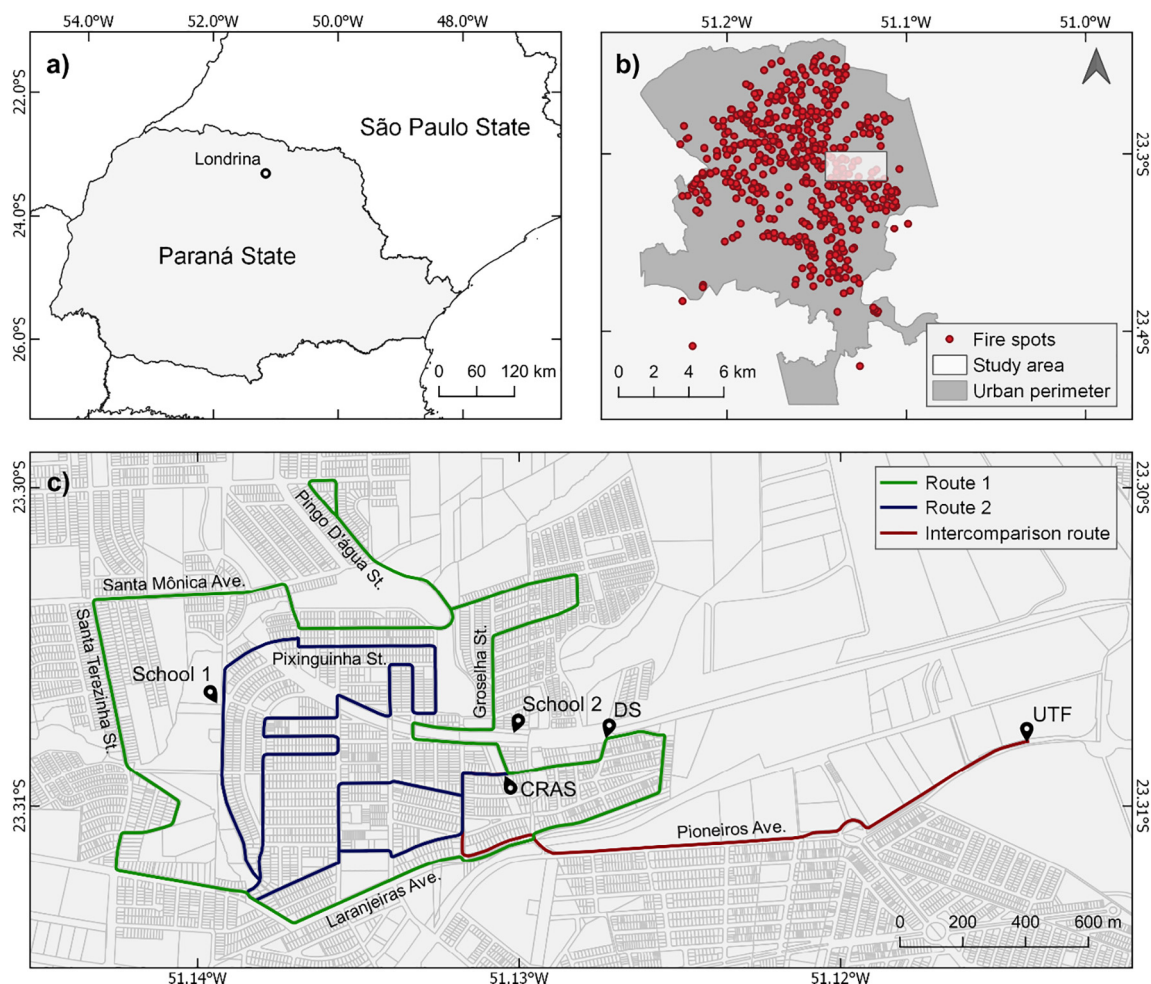 54.0°W 52.0°W 50.0°W 48.0°W
a)
22.0°S
24.0°S
26.0°S
São Paulo State
Londrina
Paraná State
0 60 120 km
51.2°W 51.1°W 51.0°W
b)
23.3°S
23.4°S
Fire spots
Study area
Urban perimeter
0 2 4 6 km
c)
23.30°S
23.30°S
Route 1
Route 2
Intercomparison route
Pingo D'água St.
Santa Mônica Ave.
Santa Terezinha St.
Pixinguinha St.
Groselha St.
School 1
School 2
DS
UTF
CRAS
23.31°S
23.31°S
Pioneiros Ave.
Laranjeiras Ave.
0 200 400 600 m
51.14°W 51.13°W 51.12°W